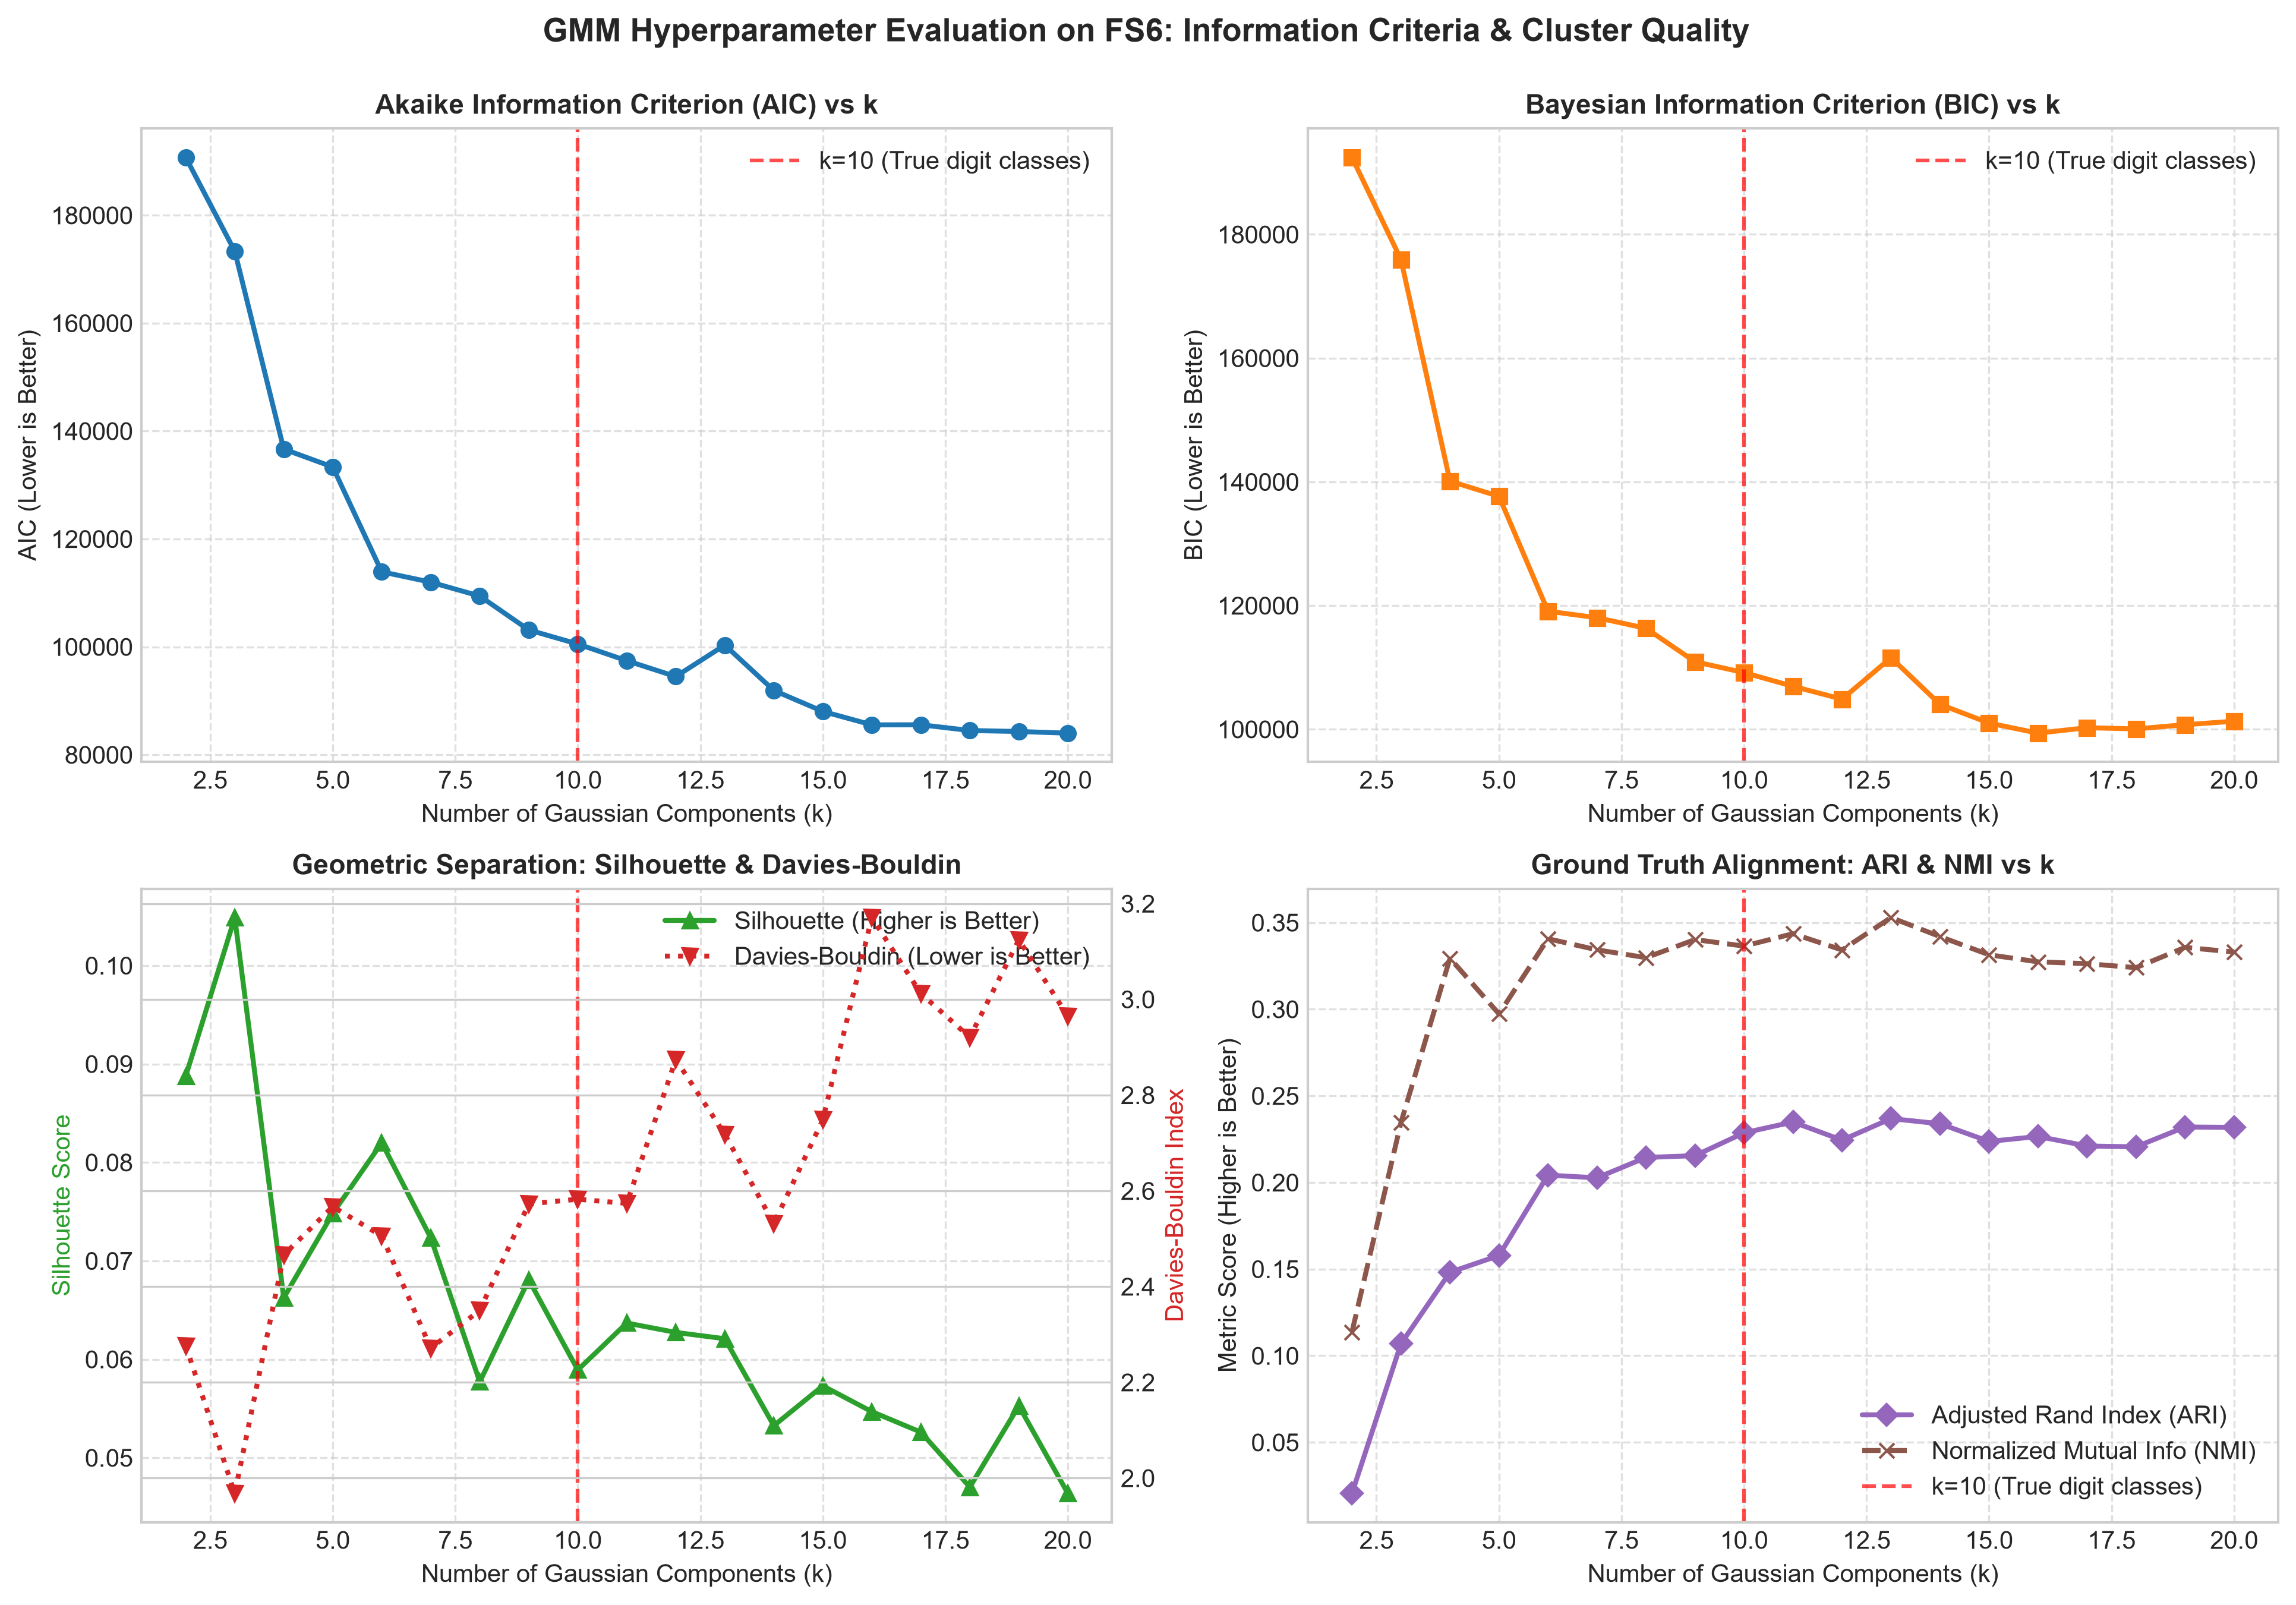 GMM Hyperparameter Evaluation on FS6: Information Criteria & Cluster Quality
Akaike Information Criterion (AIC) vs k
k=10 (True digit classes)
AIC (Lower is Better)
180000
160000
140000
120000
100000
80000
2.5 5.0 7.5 10.0 12.5 15.0 17.5 20.0
Number of Gaussian Components (k)
Bayesian Information Criterion (BIC) vs k
k=10 (True digit classes)
BIC (Lower is Better)
180000
160000
140000
120000
100000
2.5 5.0 7.5 10.0 12.5 15.0 17.5 20.0
Number of Gaussian Components (k)
Geometric Separation: Silhouette & Davies-Bouldin
Silhouette (Higher is Better)
Davies-Bouldin (Lower is Better)
Silhouette Score
0.10
0.09
0.08
0.07
0.06
0.05
3.2
3.0
2.8
2.6
2.4
2.2
2.0
Davies-Bouldin Index
2.5 5.0 7.5 10.0 12.5 15.0 17.5 20.0
Number of Gaussian Components (k)
Ground Truth Alignment: ARI & NMI vs k
Metric Score (Higher is Better)
0.35
0.30
0.25
0.20
0.15
0.10
0.05
Adjusted Rand Index (ARI)
Normalized Mutual Info (NMI)
k=10 (True digit classes)
2.5 5.0 7.5 10.0 12.5 15.0 17.5 20.0
Number of Gaussian Components (k)